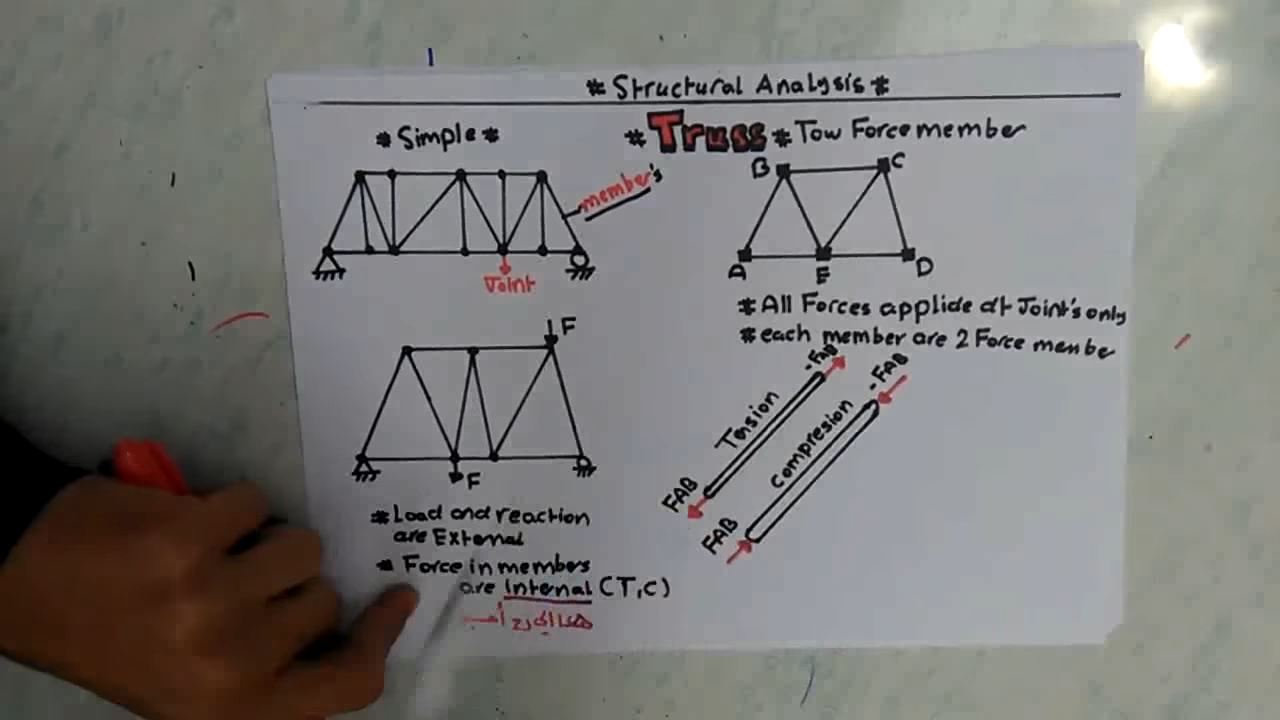 * Structural Analysis *
* Simple *
* Truss * Tow Force member
member's
Joint
B
C
A
E
D
* All Forces applide at Joint's only
* each member are 2 Force membe
F
F
Tension
-FAB
FAB
Compresion
-FAB
FAB
* Load and reaction
are External
* Force in members
are Internal (T,C)